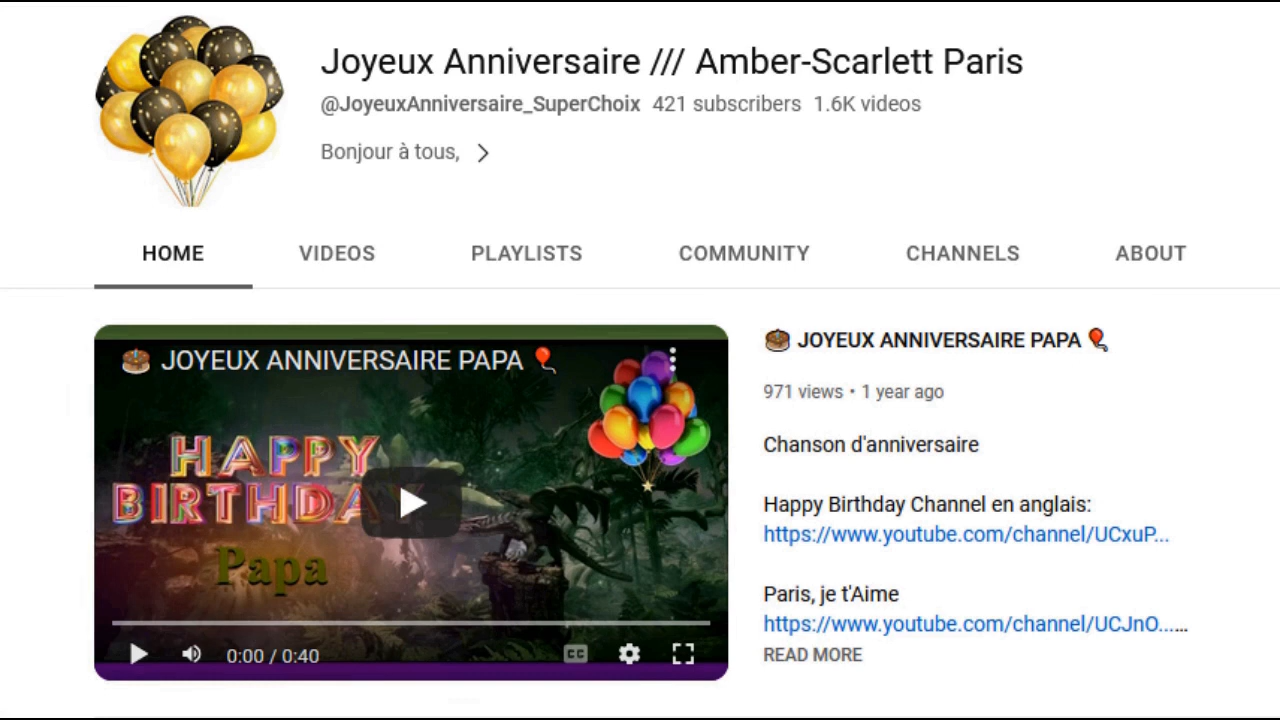 Joyeux Anniversaire /// Amber-Scarlett Paris
@JoyeuxAnniversaire_SuperChoix 421 subscribers 1.6K videos
Bonjour à tous,
HOME VIDEOS PLAYLISTS COMMUNITY CHANNELS ABOUT
JOYEUX ANNIVERSAIRE PAPA
HAPPY
BIRTHDAY
Papa
0:00 / 0:40
CC
JOYEUX ANNIVERSAIRE PAPA
971 views • 1 year ago
Chanson d'anniversaire
Happy Birthday Channel en anglais:
https://www.youtube.com/channel/UCxuP...
Paris, je t'Aime
https://www.youtube.com/channel/UCJnO......
READ MORE